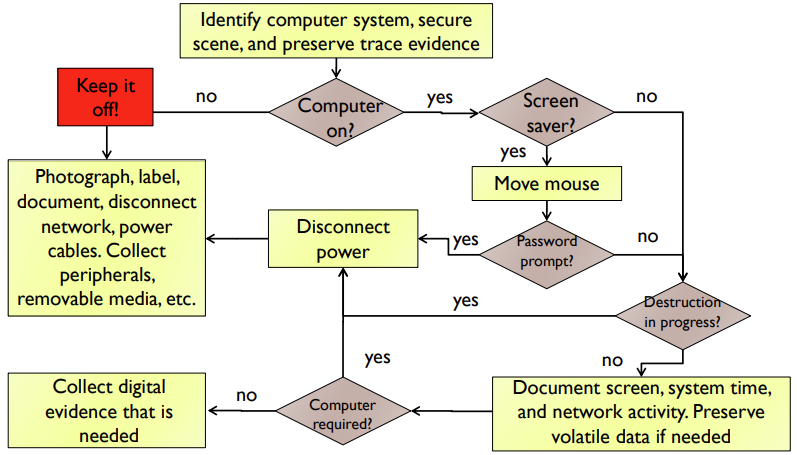 Identify computer system, secure
scene, and preserve trace evidence
Keep it
off!
no
Computer
on?
yes
Screen
saver?
no
yes
Move mouse
Photograph, label,
document, disconnect
network, power
cables. Collect
peripherals,
removable media, etc.
Disconnect
power
yes
Password
prompt?
no
yes
Destruction
in progress?
no
yes
Collect digital
evidence that is
needed
no
Computer
required?
Document screen, system time,
and network activity. Preserve
volatile data if needed